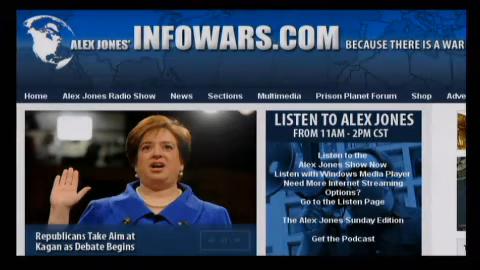 ALEX JONES' INFOWARS.COM BECAUSE THERE IS A WAR
Home Alex Jones Radio Show News Sections Multimedia Prison Planet Forum Shop Adve
LISTEN TO ALEX JONES
FROM 11AM - 2PM CST
Listen to the
Alex Jones Show Now
Listen with Windows Media Player
Need More Internet Streaming
Options?
Go to the Listen Page
The Alex Jones Sunday Edition
Get the Podcast
Republicans Take Aim at
Kagan as Debate Begins